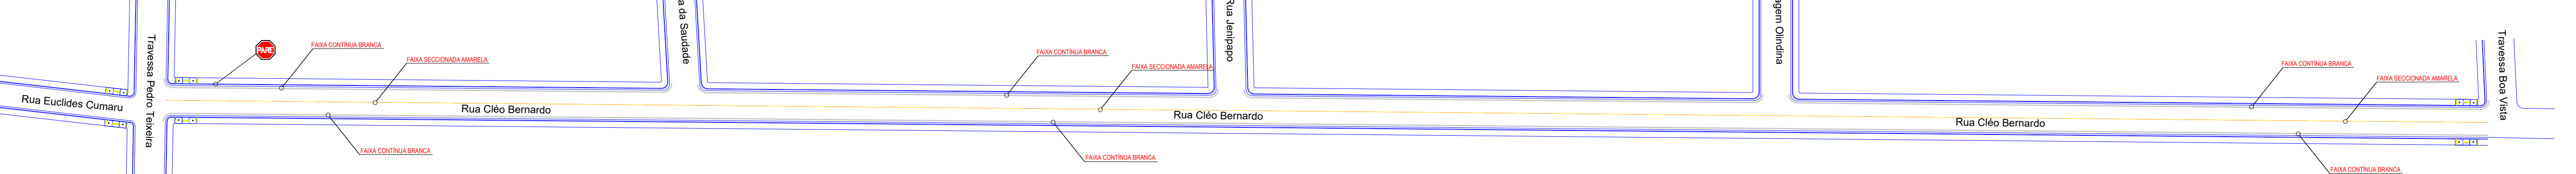 Travessa Pedro Teixeira
PARE
FAIXA CONTÍNUA BRANCA
FAIXA SECCIONADA AMARELA
a da Saudade
FAIXA CONTÍNUA BRANCA
FAIXA SECCIONADA AMARELA
Rua Jenipapo
agem Olindina
FAIXA CONTÍNUA BRANCA
FAIXA SECCIONADA AMARELA
Travessa Boa Vista
Rua Euclides Cumaru
Rua Cléo Bernardo
Rua Cléo Bernardo
Rua Cléo Bernardo
FAIXA CONTÍNUA BRANCA
FAIXA CONTÍNUA BRANCA
FAIXA CONTÍNUA BRANCA